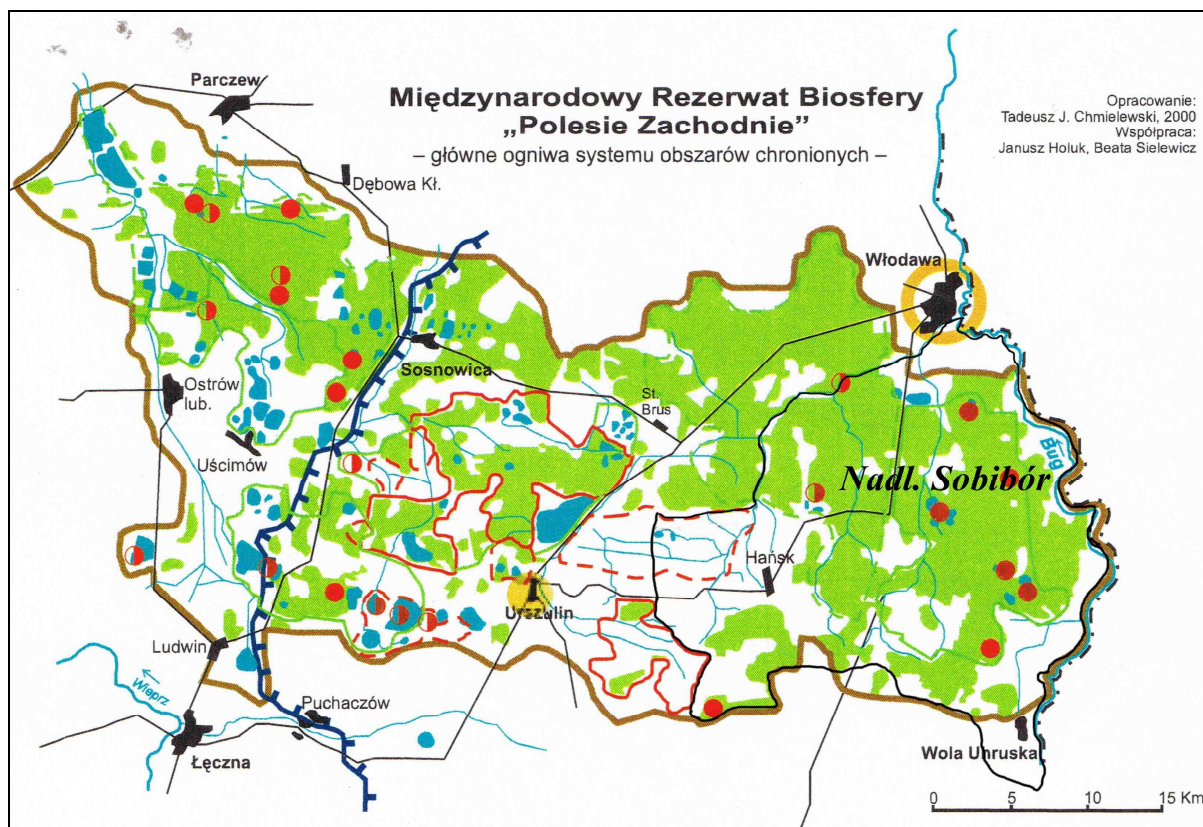 Parczew
Międzynarodowy Rezerwat Biosfery
„Polesie Zachodnie”
– główne ogniwa systemu obszarów chronionych –
Opracowanie:
Tadeusz J. Chmielewski, 2000
Współpraca:
Janusz Holuk, Beata Sielewicz
Dębowa Kł.
Włodawa
Sosnowica
Ostrów
lub.
St.
Brus
Uścimów
Bug
Nadl. Sobibór
Hańsk
Urszulin
Ludwin
Wieprz
Puchaczów
Łęczna
Wola Uhruska
0 5 10 15 Km